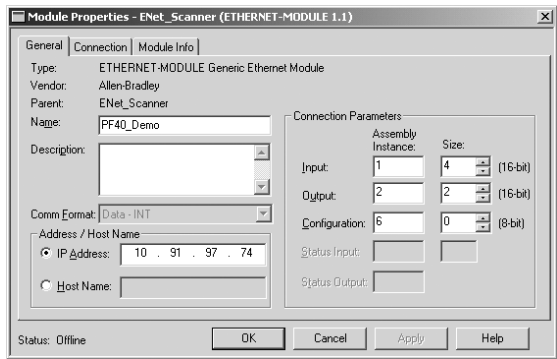 Module Properties - ENet_Scanner (ETHERNET-MODULE 1.1)
General
Connection
Module Info
Type: ETHERNET-MODULE Generic Ethernet Module
Vendor: Allen-Bradley
Parent: ENet_Scanner
Name: PF40_Demo
Description:
Comm Format: Data - INT
Address / Host Name
IP Address: 10 . 91 . 97 . 74
Host Name:
Connection Parameters
Assembly
Instance: Size:
Input: 1 4 (16-bit)
Output: 2 2 (16-bit)
Configuration: 6 0 (8-bit)
Status Input:
Status Output:
Status: Offline
OK
Cancel
Apply
Help